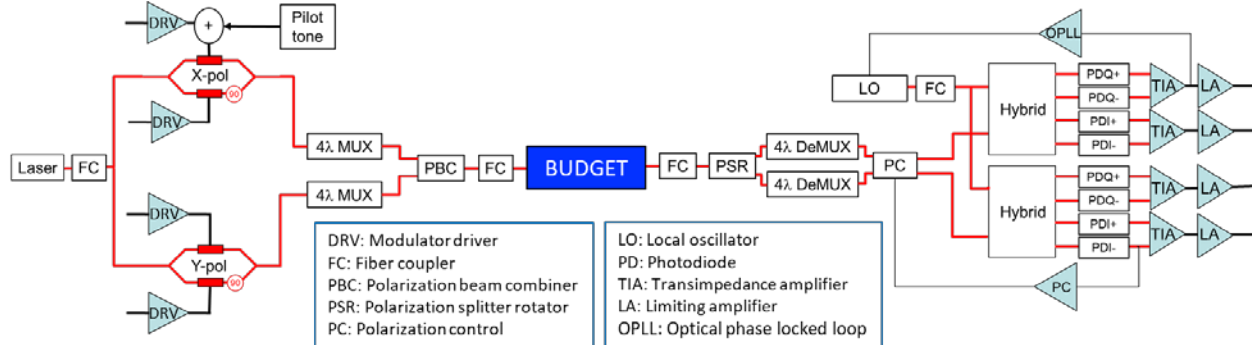 DRV
+
Pilot
tone
X-pol
90
DRV
Laser
FC
4λ MUX
PBC
FC
BUDGET
FC
PSR
4λ DeMUX
4λ DeMUX
PC
4λ MUX
DRV
Y-pol
90
DRV
OPLL
LO
FC
Hybrid
PDQ+
PDQ-
PDI+
PDI-
TIA
LA
TIA
LA
Hybrid
PDQ+
PDQ-
PDI+
PDI-
TIA
LA
TIA
LA
PC
DRV: Modulator driver
FC: Fiber coupler
PBC: Polarization beam combiner
PSR: Polarization splitter rotator
PC: Polarization control
LO: Local oscillator
PD: Photodiode
TIA: Transimpedance amplifier
LA: Limiting amplifier
OPLL: Optical phase locked loop